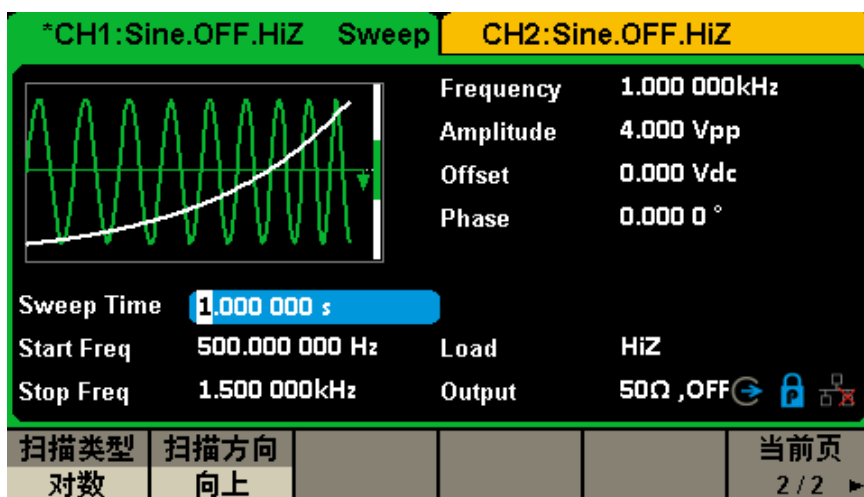 *CH1:Sine.OFF.HiZ Sweep CH2:Sine.OFF.HiZ
Frequency 1.000 000kHz
Amplitude 4.000 Vpp
Offset 0.000 Vdc
Phase 0.000 0 °
Sweep Time 1.000 000 s
Start Freq 500.000 000 Hz Load HiZ
Stop Freq 1.500 000kHz Output 50Ω ,OFF P
扫描类型 扫描方向 当前页
对数 向上 2/2